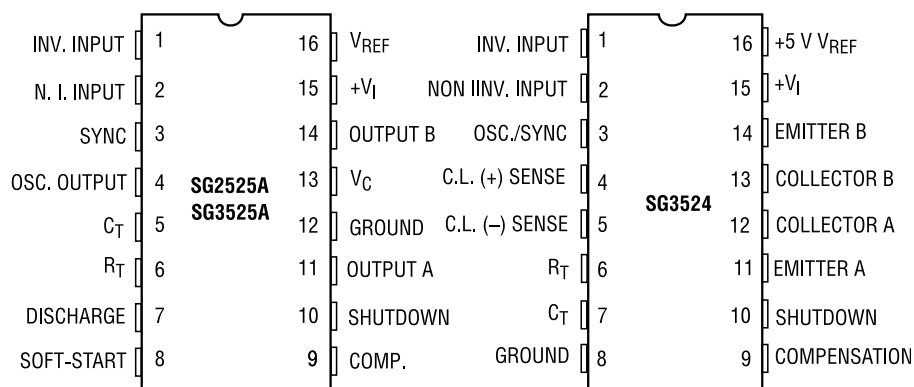 INV. INPUT 1 16 VREF
N. I. INPUT 2 15 +VI
SYNC 3 14 OUTPUT B
OSC. OUTPUT 4 13 VC
CT 5 12 GROUND
RT 6 11 OUTPUT A
DISCHARGE 7 10 SHUTDOWN
SOFT-START 8 9 COMP.
SG2525A
SG3525A
INV. INPUT 1 16 +5 V VREF
NON IINV. INPUT 2 15 +VI
OSC./SYNC 3 14 EMITTER B
C.L. (+) SENSE 4 13 COLLECTOR B
C.L. (–) SENSE 5 12 COLLECTOR A
RT 6 11 EMITTER A
CT 7 10 SHUTDOWN
GROUND 8 9 COMPENSATION
SG3524